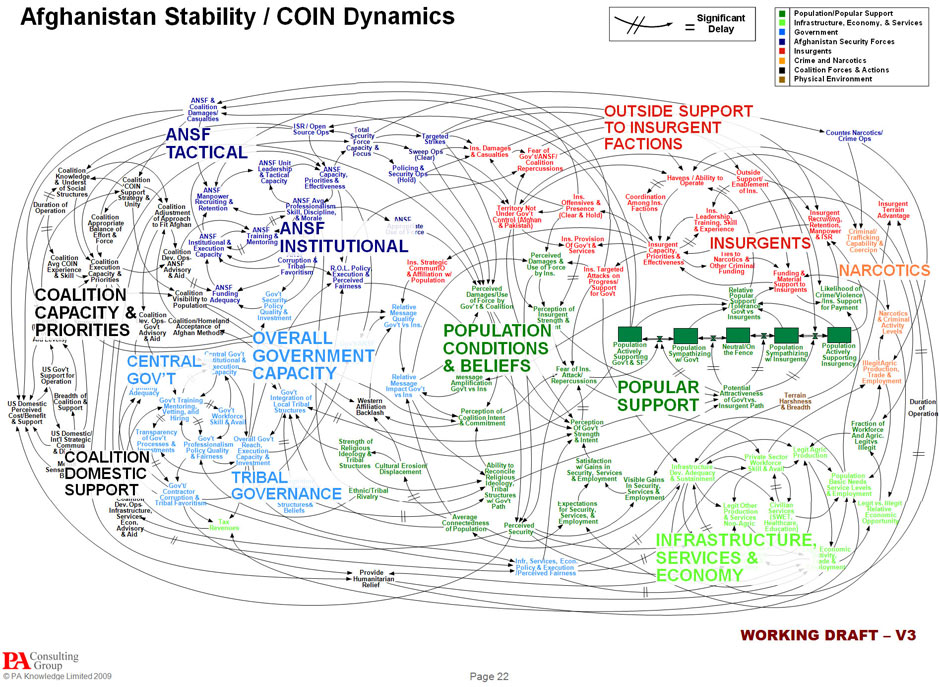 Afghanistan Stability / COIN Dynamics
Significant
Delay
Population/Popular Support
Infrastructure, Economy, & Services
Government
Afghanistan Security Forces
Insurgents
Crime and Narcotics
Coalition Forces & Actions
Physical Environment
ANSF &
Coalition
Damages/
Casualties
ANSF
TACTICAL
ISR / Open
Source Ops
Total
Security
Force
Capacity &
Focus
Targeted
Strikes
Sweep Ops
(Clear)
Policing &
Security Ops
(Hold)
Ins. Damages
& Casualties
Fear of
Gov't/ANSF/
Coalition
Repercussions
OUTSIDE SUPPORT
TO INSURGENT
FACTIONS
Counter Narcotics/
Crime Ops
Coalition
Knowledge
& Underst.
of Social
Structures
Duration of
Operation
Coalition
COIN
Support
Strategy
& Unity
Coalition
Appropriate
Balance of
Effort &
Force
Coalition
Adjustment
of Approach
to Fit Afghan
Coalition
Avg COIN
Experience
& Skill
Coalition
Execution
Capacity &
Priorities
COALITION
CAPACITY &
PRIORITIES
ANSF
Manpower
Recruiting &
Retention
ANSF Unit
Leadership
& Tactical
Capacity
ANSF
Capacity,
Priorities &
Effectiveness
ANSF Avg
Professionalism
Skill, Discipline,
& Morale
ANSF
Institutional &
Execution
Capacity
ANSF
Training &
Mentoring
ANSF
INSTITUTIONAL
ANSF
Appropriate
Use of Force
Coalition
Dev. Ops-
ANSF
Advisory
& Aid
Corruption &
Tribal
Favoritism
R.O.L. Policy
Execution &
Perceived
Fairness
ANSF
Funding
Adequacy
Coalition
Visibility to
Population
Coalition
Dev. Ops-
Gov't
Advisory
& Aid
Coalition/Homeland
Acceptance of
Afghan Methods
Gov't
Security
Policy
Quality &
Investment
Territory Not
Under Gov't
Control (Afghan
& Pakistan)
Ins.
Offensives &
Presence
(Clear & Hold)
Ins. Provision
Of Gov't &
Services
Ins. Strategic
Commun/IO
& Affiliation w/
Population
Perceived
Damages &
Use of Force
by Ins.
Ins. Targeted
Attacks on
Progress/
Support for
Gov't
Havens / Ability to
Operate
Outside
Support/
Enablement
of Ins.
Coordination
Among Ins.
Factions
Ins.
Leadership,
Training, Skill
& Experience
Insurgent
Recruiting,
Retention,
Manpower
& ISR
Insurgent
Terrain
Advantage
Insurgent
Capacity,
Priorities &
Effectiveness
INSURGENTS
Ties to
Narcotics &
Other Criminal
Funding
Funding &
Material
Support to
Insurgents
Criminal/
Trafficking
Capability &
Coercion
NARCOTICS
Narcotics
& Criminal
Activity
Levels
Illegit Agric
Production,
Trade &
Employment
Likelihood of
Crime/Violence
/Ins. Support
for Payment
Relative
Popular
Support/
Tolerance
Gov't vs
Insurgents
Perceived
Damages/Use
of Force by
Gov't & Coalition
Perception of
Insurgent
Strength &
Intent
Relative
Message
Quality
Gov't vs Ins.
POPULATION
CONDITIONS
& BELIEFS
Message
Amplification
Gov't vs Ins
Relative
Message
Impact Gov't
vs Ins
Fear of Ins.
Attack/
Repercussions
Population
Actively
Supporting
Gov't & SF
Population
Sympathizing
w/ Gov't
Neutral/On
the Fence
Population
Sympathizing
w/ Insurgents
Population
Actively
Supporting
Insurgency
POPULAR
SUPPORT
Potential
Attractiveness
of Gov't vs.
Insurgent Path
Terrain
Harshness
& Breadth
Duration
of
Operation
OVERALL
GOVERNMENT
CAPACITY
CENTRAL
GOV'T
Central Gov't
Institutional &
Execution
Capacity
Adequacy
Gov't Training
Mentoring,
Vetting, and
Hiring
Gov't
Workforce
Skill & Avail
Gov't
Integration of
Local Tribal
Structures
Western
Affiliation
Backlash
Transparency
of Gov't
Processes &
Investments
Gov't
Professionalism
Policy Quality
& Fairness
Overall Gov't
Reach,
Execution
Capacity &
Investment
US Gov't
Support for
Operation
Breadth of
Coalition &
Support
US Domestic
Perceived
Cost/Benefit
& Support
US Domestic/
Int'l Strategic
Commun
COALITION
DOMESTIC
SUPPORT
Gov't/
Contractor
Corruption &
Tribal Favoritism
TRIBAL
GOVERNANCE
Structures
Beliefs
Coalition
Dev. Ops-
Infrastructure,
Services,
Econ.
Advisory
& Aid
Tax
Revenues
Strength of
Religious
Ideology &
Tribal
Structures
Cultural Erosion/
Displacement
Ethnic/Tribal
Rivalry
Perception of
Coalition Intent
& Commitment
Perception
Of Gov't
Strength
& Intent
Ability to
Reconcile
Religious
Ideology,
Tribal
Structures
w/ Gov't
Path
Average
Connectedness
of Population
Perceived
Security
Satisfaction
w/ Gains in
Security, Services
& Employment
Expectations
for Security,
Services, &
Employment
Visible Gains
In Security,
Services &
Employment
Infrastructure
Dev. Adequacy
& Sustainment
Private Sector
Workforce
Skill & Avail
Legit Agric
Production
Fraction of
Workforce
And Agric.
Legit vs
Illegit
Population
Basic Needs
Service Levels
& Employment
Legit vs Illegit
Relative
Economic
Opportunity
Legit Other
Production
& Services
Non-Agric
Civilian
Services
(SWET,
Healthcare,
Education)
INFRASTRUCTURE,
SERVICES &
ECONOMY
Infr, Services, Econ.
Policy & Execution
/Perceived Fairness
Provide
Humanitarian
Relief
WORKING DRAFT – V3
PA Consulting
Group
© PA Knowledge Limited 2009
Page 22